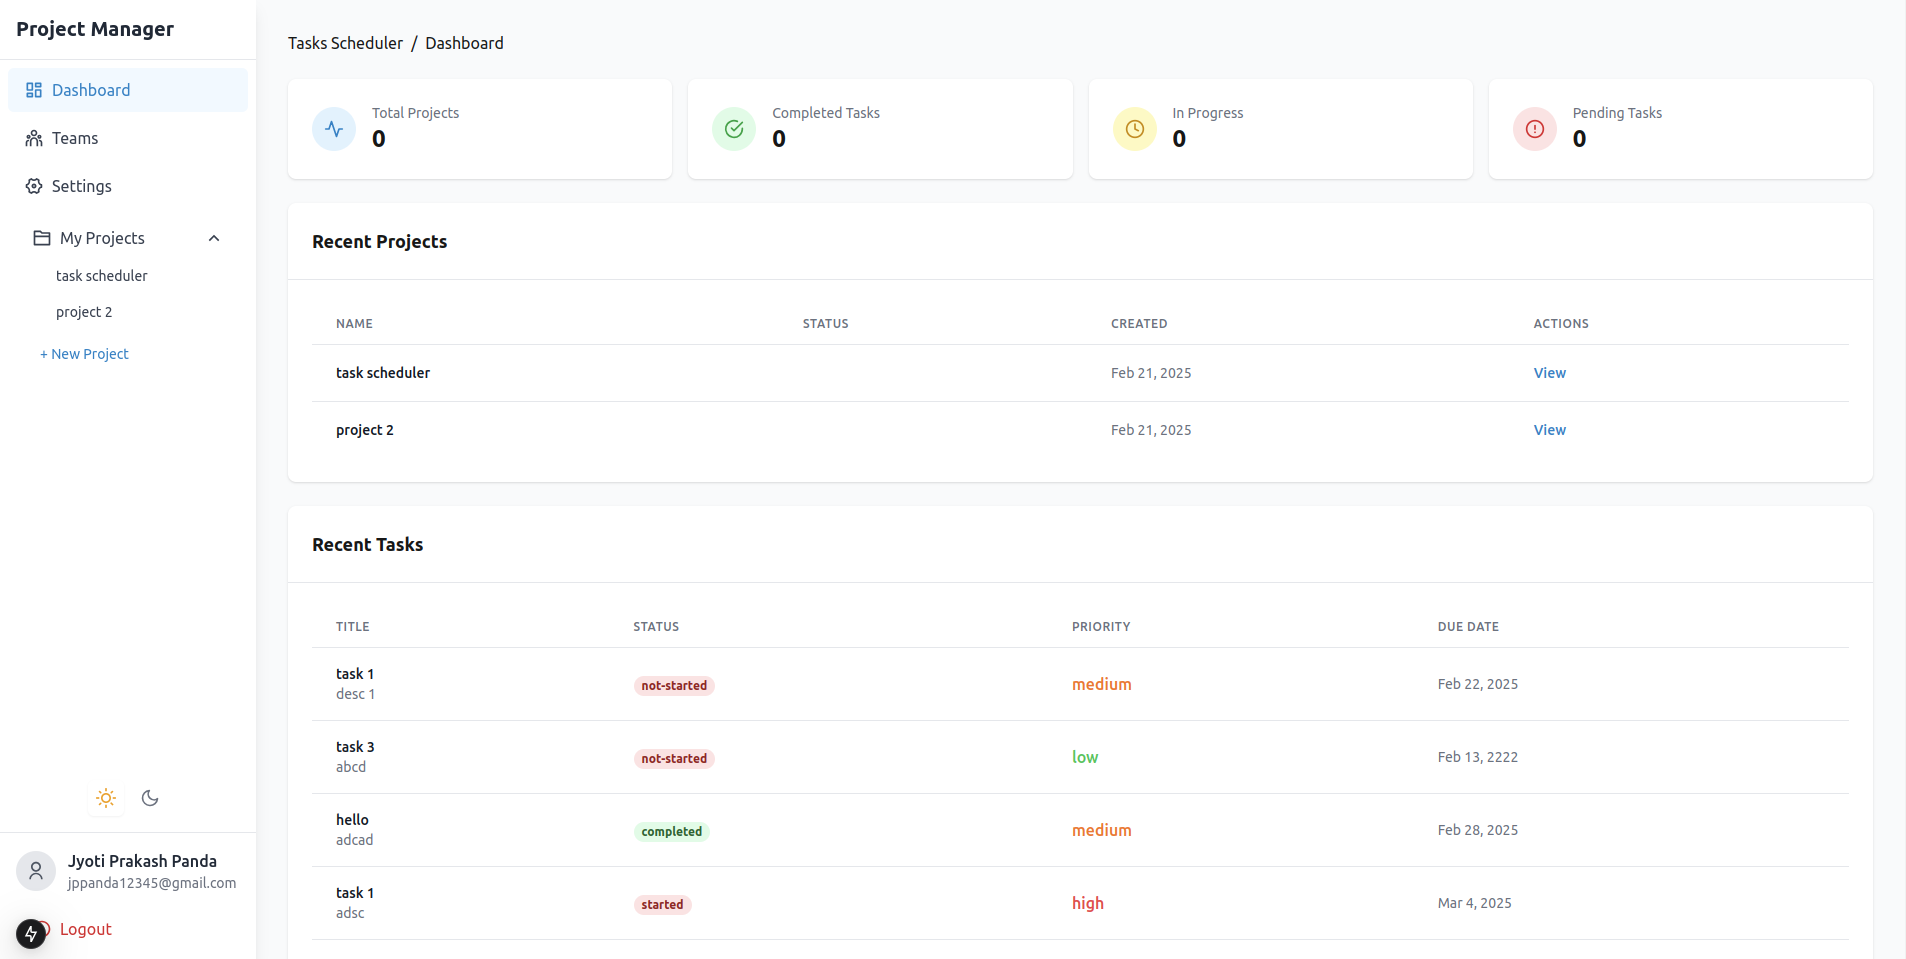 Project Manager
Dashboard
Teams
Settings
My Projects
task scheduler
project 2
+ New Project
Jyoti Prakash Panda
jppanda12345@gmail.com
Logout
Tasks Scheduler / Dashboard
Total Projects
0
Completed Tasks
0
In Progress
0
Pending Tasks
0
Recent Projects
NAME STATUS CREATED ACTIONS
task scheduler Feb 21, 2025 View
project 2 Feb 21, 2025 View
Recent Tasks
TITLE STATUS PRIORITY DUE DATE
task 1
desc 1
not-started medium Feb 22, 2025
task 3
abcd
not-started low Feb 13, 2222
hello
adcad
completed medium Feb 28, 2025
task 1
adsc
started high Mar 4, 2025